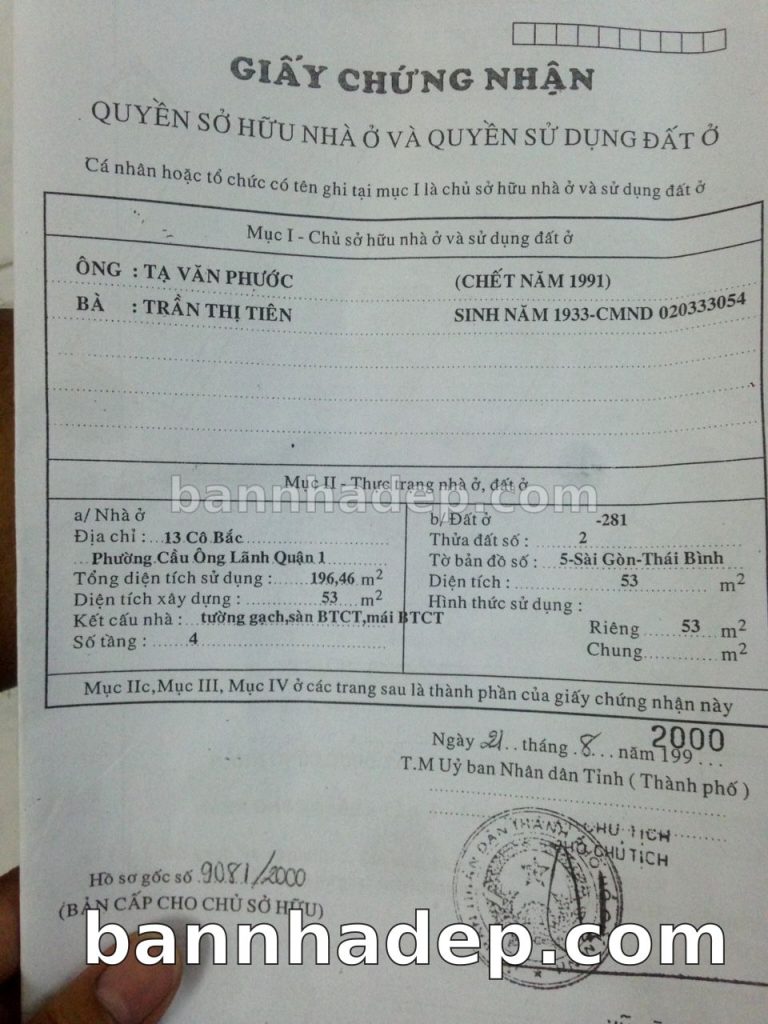 GIẤY CHỨNG NHẬN
QUYỀN SỞ HỮU NHÀ Ở VÀ QUYỀN SỬ DỤNG ĐẤT Ở
Cá nhân hoặc tổ chức có tên ghi tại mục I là chủ sở hữu nhà ở và sử dụng đất ở
Mục I - Chủ sở hữu nhà ở và sử dụng đất ở
ÔNG : TẠ VĂN PHƯỚC (CHẾT NĂM 1991)
BÀ : TRẦN THỊ TIÊN SINH NĂM 1933-CMND 020333054
Mục II - Thực trạng nhà ở, đất ở
bannhadep.com
a/ Nhà ở
Địa chỉ : 13 Cô Bắc
Phường Cầu Ông Lãnh Quận 1
Tổng diện tích sử dụng : 196,46 m2
Diện tích xây dựng : 53 m2
Kết cấu nhà : tường gạch,sàn BTCT,mái BTCT
Số tầng : 4
b/ Đất ở -281
Thửa đất số : 2
Tờ bản đồ số : 5-Sài Gòn-Thái Bình
Diện tích : 53 m2
Hình thức sử dụng :
Riêng 53 m2
Chung m2
Mục IIc,Mục III, Mục IV ở các trang sau là thành phần của giấy chứng nhận này
Ngày 21 tháng 8 năm 199 2000
T.M Uỷ ban Nhân dân Tỉnh ( Thành phố )
CHỦ TỊCH
PHÓ CHỦ TỊCH
Hồ sơ gốc số 9081/2000
(BẢN CẤP CHO CHỦ SỞ HỮU)
bannhadep.com